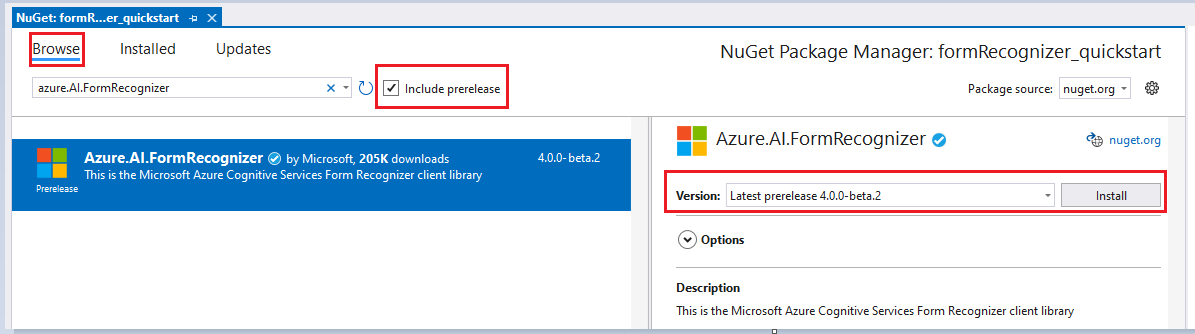 NuGet: formR...er_quickstart
Browse Installed Updates
NuGet Package Manager: formRecognizer_quickstart
azure.AI.FormRecognizer
Include prerelease
Package source: nuget.org
Azure.AI.FormRecognizer by Microsoft, 205K downloads 4.0.0-beta.2
This is the Microsoft Azure Cognitive Services Form Recognizer client library
Prerelease
Azure.AI.FormRecognizer
nuget.org
Version: Latest prerelease 4.0.0-beta.2 Install
Options
Description
This is the Microsoft Azure Cognitive Services Form Recognizer client library